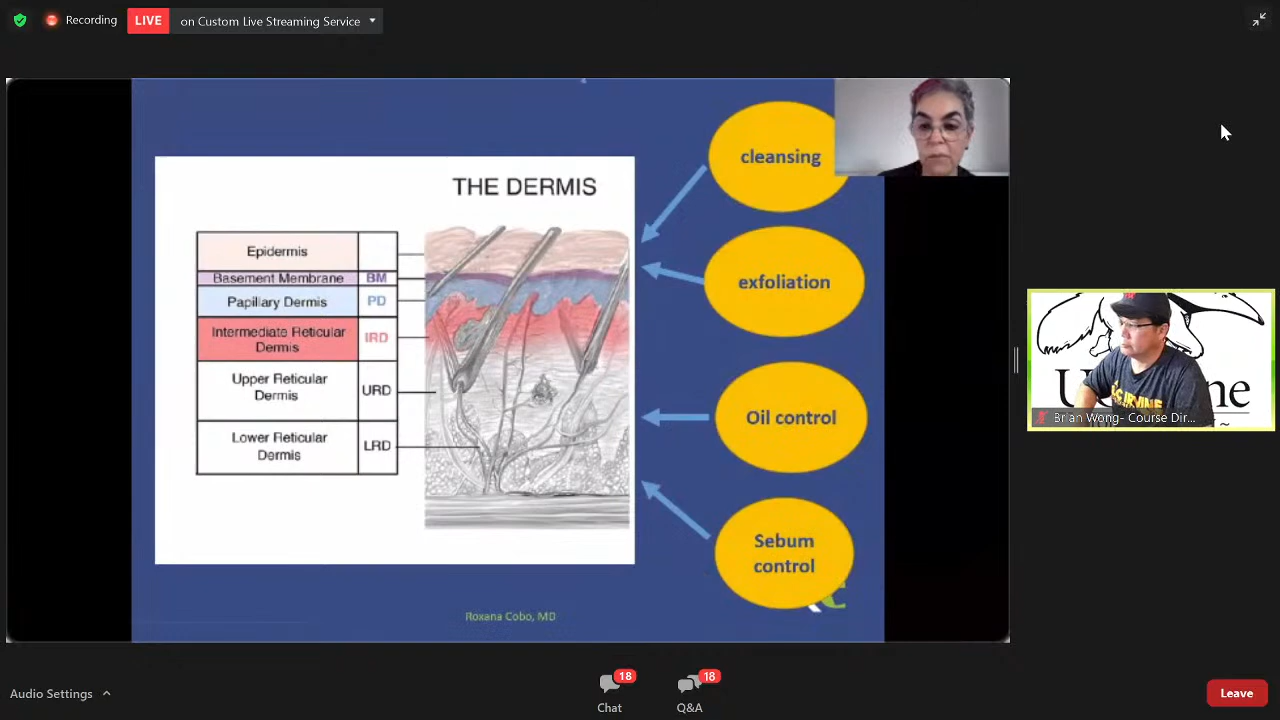 Recording
LIVE
on Custom Live Streaming Service
THE DERMIS
Epidermis
Basement Membrane BM
Papillary Dermis PD
Intermediate Reticular
Dermis
IRD
Upper Reticular
Dermis
URD
Lower Reticular
Dermis
LRD
cleansing
exfoliation
Oil control
Sebum
control
Roxana Cobo, MD
Brian Wong- Course Dir...
Audio Settings
18
Chat
18
Q&A
Leave